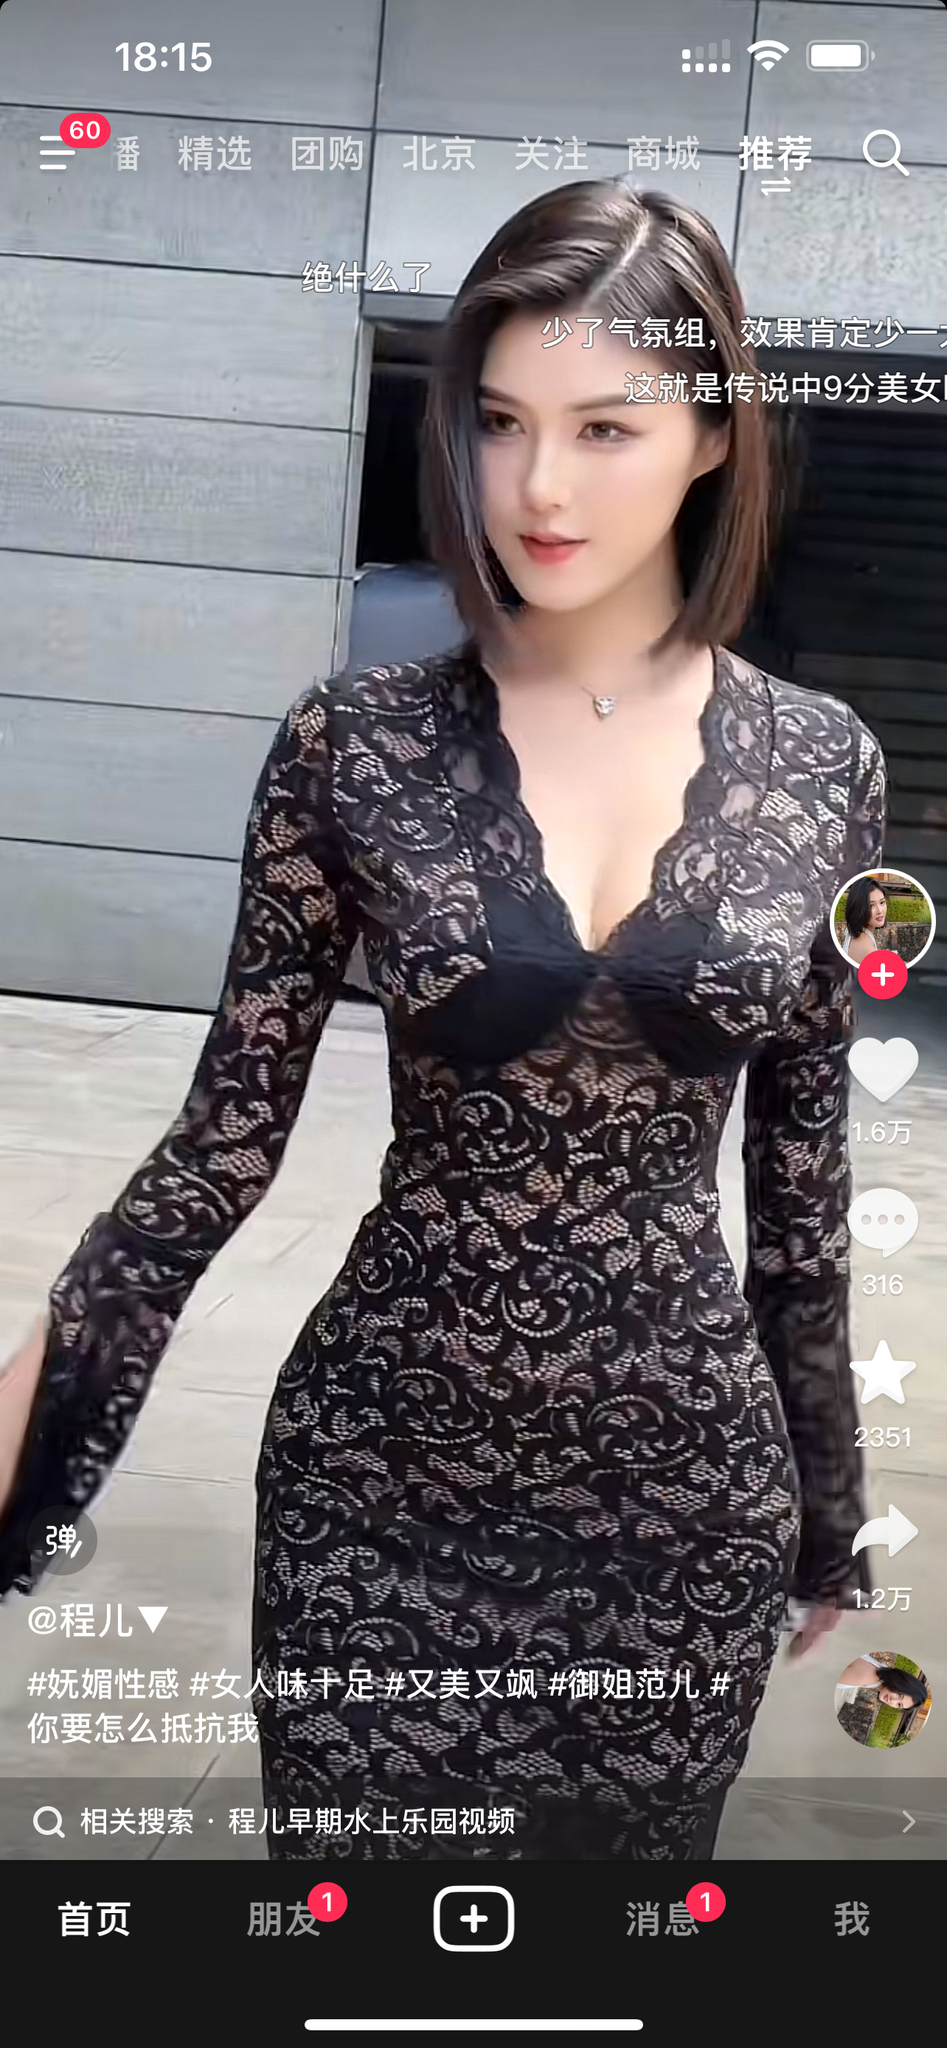 18:15
60
精选 团购 北京 关注 商城 推荐
绝什么了
少了气氛组，效果肯定少一
这就是传说中9分美女
1.6万
316
2351
1.2万
弹
@程儿▼
#妩媚性感 #女人味十足 #又美又飒 #御姐范儿 #
你要怎么抵抗我
相关搜索 · 程儿早期水上乐园视频
首页 朋友 1 消息 1 我